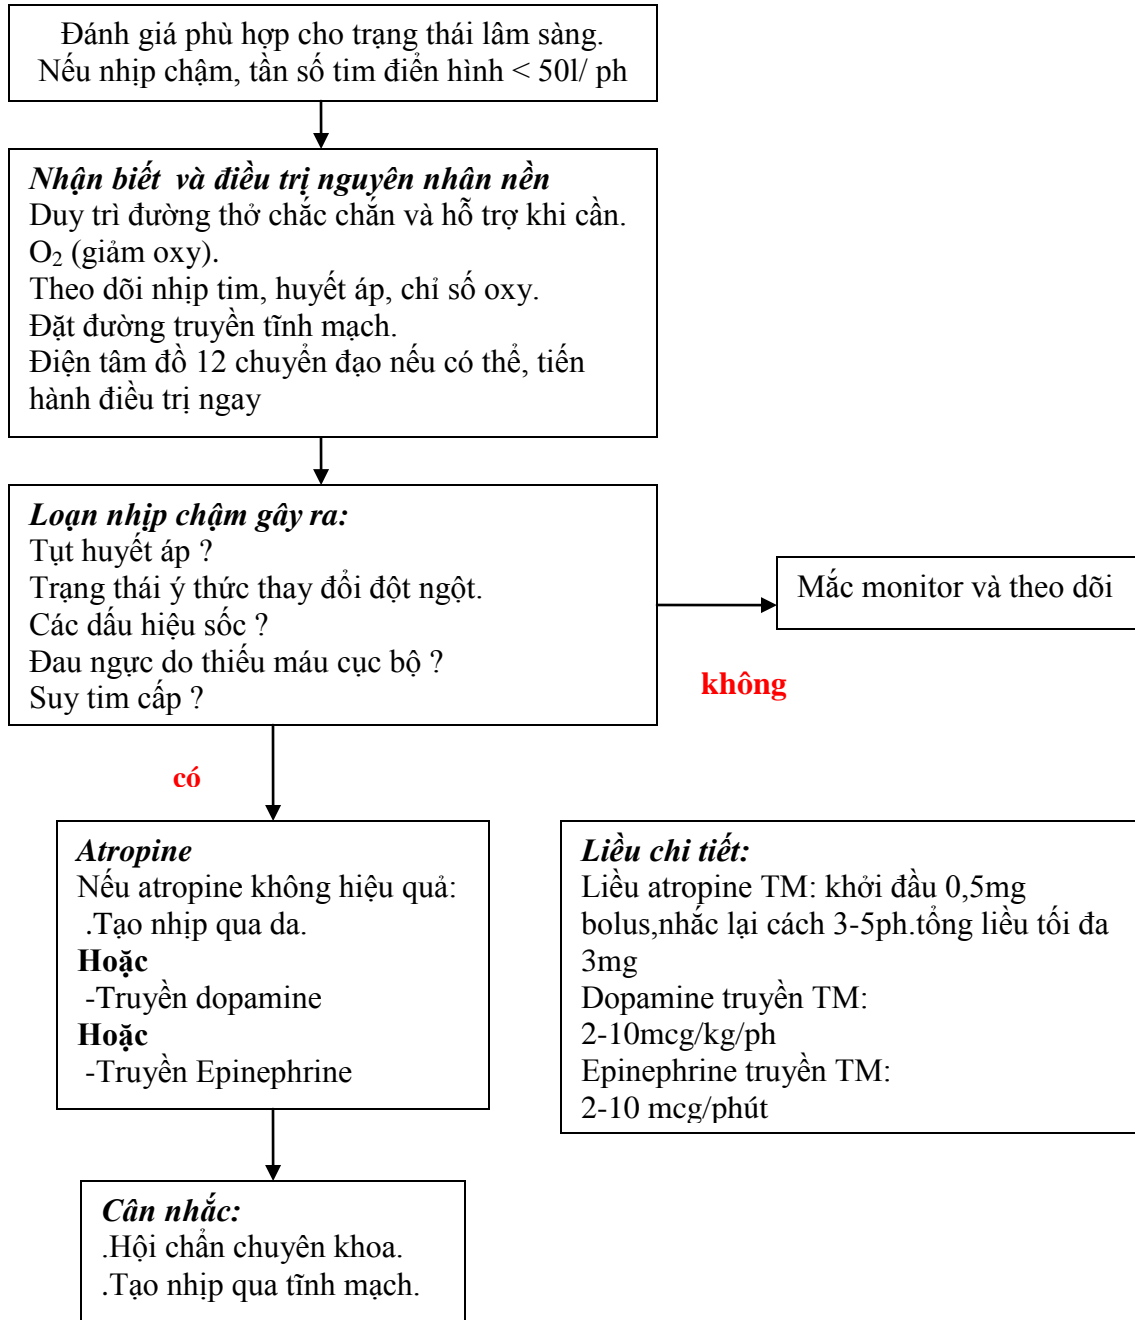 Đánh giá phù hợp cho trạng thái lâm sàng.
Nếu nhịp chậm, tần số tim điển hình < 50l/ ph
Nhận biết và điều trị nguyên nhân nền
Duy trì đường thở chắc chắn và hỗ trợ khi cần.
O₂ (giảm oxy).
Theo dõi nhịp tim, huyết áp, chỉ số oxy.
Đặt đường truyền tĩnh mạch.
Điện tâm đồ 12 chuyển đạo nếu có thể, tiến
hành điều trị ngay
Loạn nhịp chậm gây ra:
Tụt huyết áp ?
Trạng thái ý thức thay đổi đột ngột.
Các dấu hiệu sốc ?
Đau ngực do thiếu máu cục bộ ?
Suy tim cấp ?
Mắc monitor và theo dõi
không
có
Atropine
Nếu atropine không hiệu quả:
.Tạo nhịp qua da.
Hoặc
-Truyền dopamine
Hoặc
-Truyền Epinephrine
Liều chi tiết:
Liều atropine TM: khởi đầu 0,5mg
bolus,nhắc lại cách 3-5ph.tổng liều tối đa
3mg
Dopamine truyền TM:
2-10mcg/kg/ph
Epinephrine truyền TM:
2-10 mcg/phút
Cân nhắc:
.Hội chẩn chuyên khoa.
.Tạo nhịp qua tĩnh mạch.